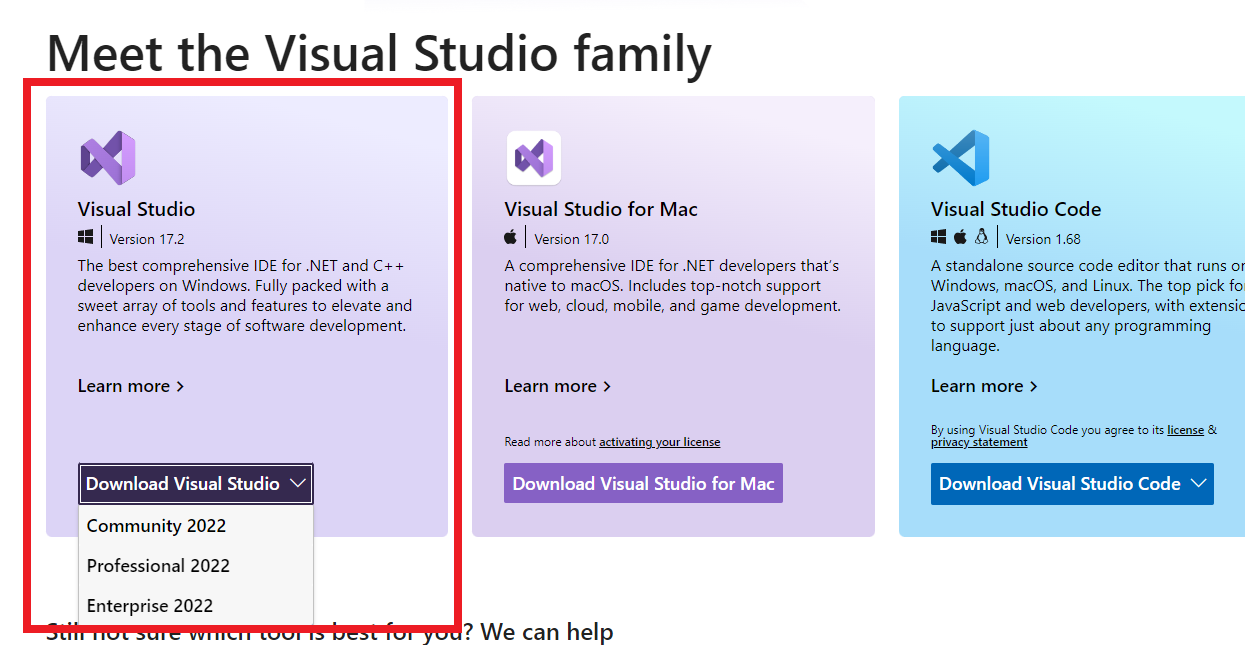 Meet the Visual Studio family
Visual Studio
Version 17.2
The best comprehensive IDE for .NET and C++
developers on Windows. Fully packed with a
sweet array of tools and features to elevate and
enhance every stage of software development.
Learn more
Download Visual Studio
Community 2022
Professional 2022
Enterprise 2022
Visual Studio for Mac
Version 17.0
A comprehensive IDE for .NET developers that's
native to macOS. Includes top-notch support
for web, cloud, mobile, and game development.
Learn more
Read more about activating your license
Download Visual Studio for Mac
Visual Studio Code
Version 1.68
A standalone source code editor that runs on
Windows, macOS, and Linux. The top pick for
JavaScript and web developers, with
to support just about any programming
language.
Learn more
By using Visual Studio Code you agree to its license &
privacy statement
Download Visual Studio Code
Still not sure which tool is best for you? We can help